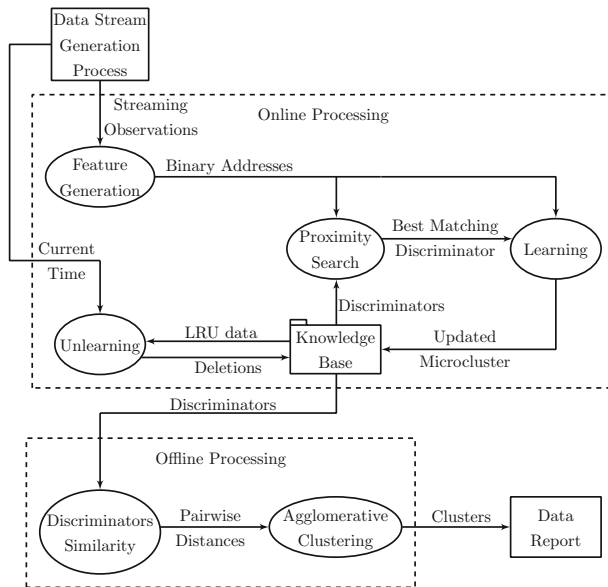 Data Stream
Generation
Process
Streaming
Observations
Online Processing
Feature
Generation
Binary Addresses
Current
Time
Proximity
Search
Best Matching
Discriminator
Learning
Discriminators
Unlearning
LRU data
Deletions
Knowledge
Base
Updated
Microcluster
Discriminators
Offline Processing
Discriminators
Similarity
Pairwise
Distances
Agglomerative
Clustering
Clusters
Data
Report